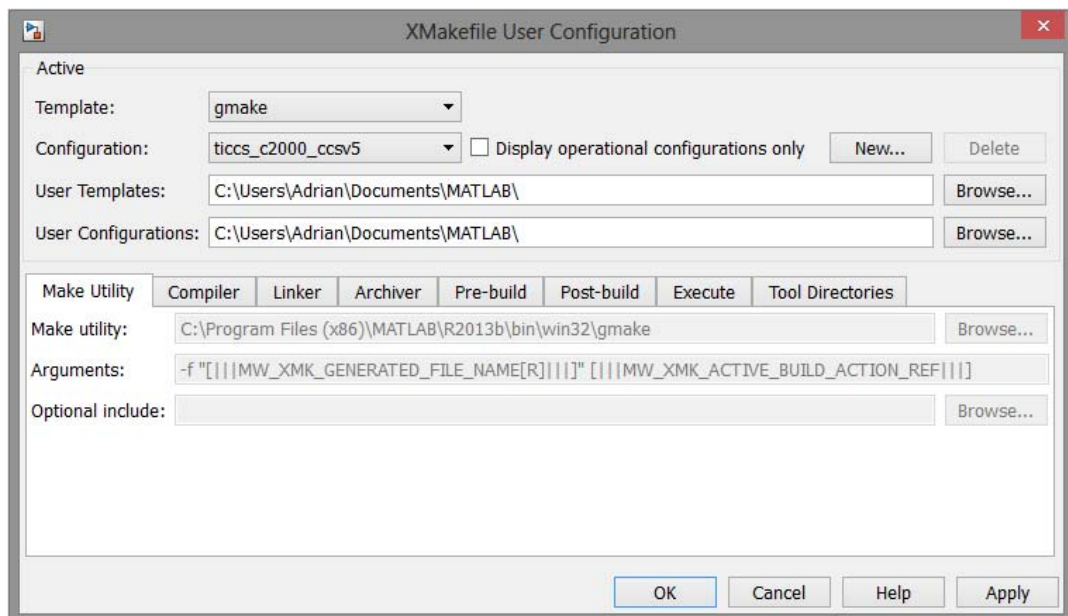 XMakefile User Configuration
Active
Template: gmake
Configuration: ticcs_c2000_ccsv5 Display operational configurations only New... Delete
User Templates: C:\Users\Adrian\Documents\MATLAB\ Browse...
User Configurations: C:\Users\Adrian\Documents\MATLAB\ Browse...
Make Utility Compiler Linker Archiver Pre-build Post-build Execute Tool Directories
Make utility: C:\Program Files (x86)\MATLAB\R2013b\bin\win32\gmake Browse...
Arguments: -f "[|||MW_XMK_GENERATED_FILE_NAME[R]|||]" [|||MW_XMK_ACTIVE_BUILD_ACTION_REF|||]
Optional include: Browse...
OK Cancel Help Apply